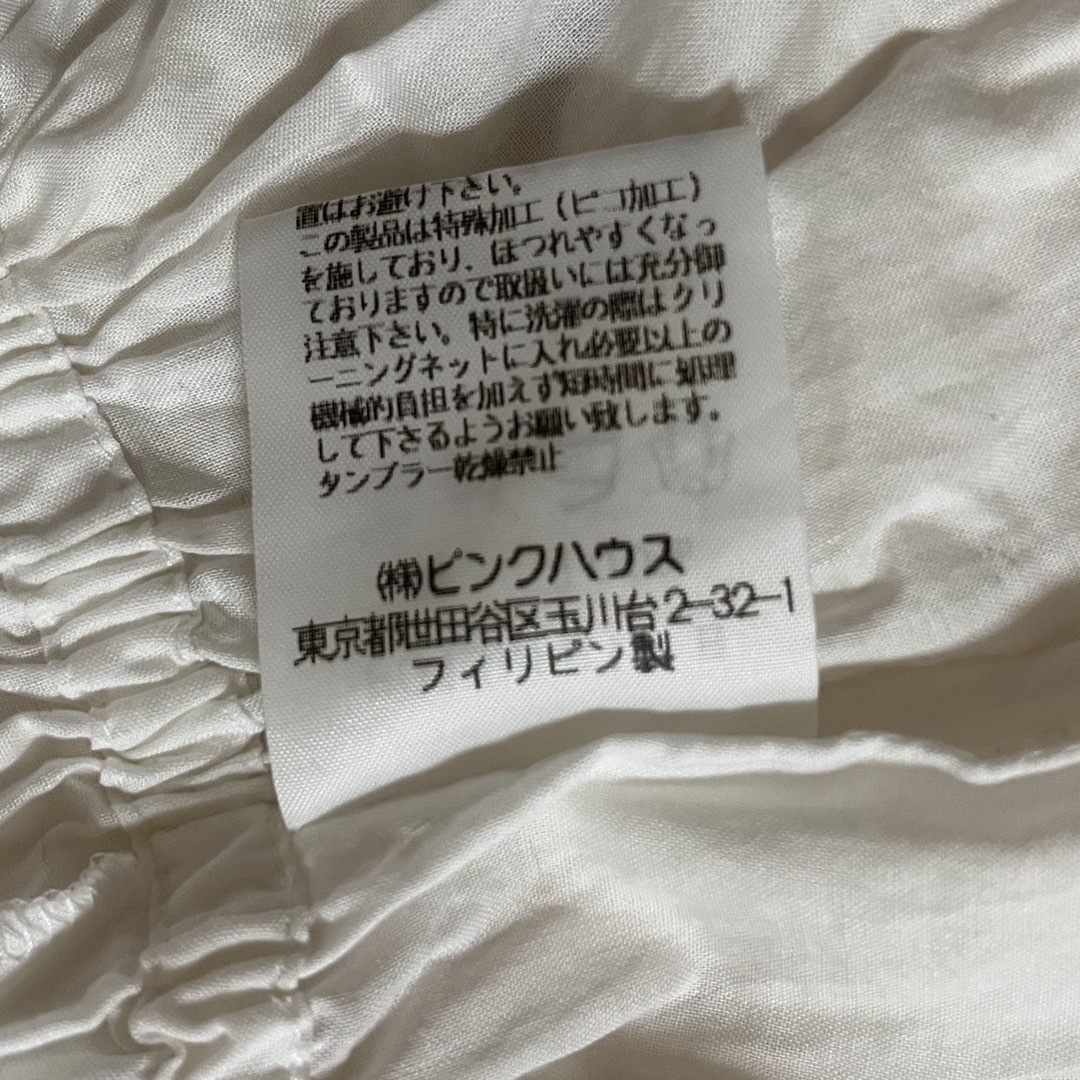 置はお避け下さい。
この製品は特殊加工（ピコ加工）
を施しており、ほつれやすくなっ
ておりますので取扱いには充分御
注意下さい。特に洗濯の際はクリ
ーニングネットに入れ必要以上の
機械的負担を加えず短時間に処理
して下さるようお願い致します。
タンブラー乾燥禁止
㈱ピンクハウス
東京都世田谷区玉川台2-32-1
フィリピン製